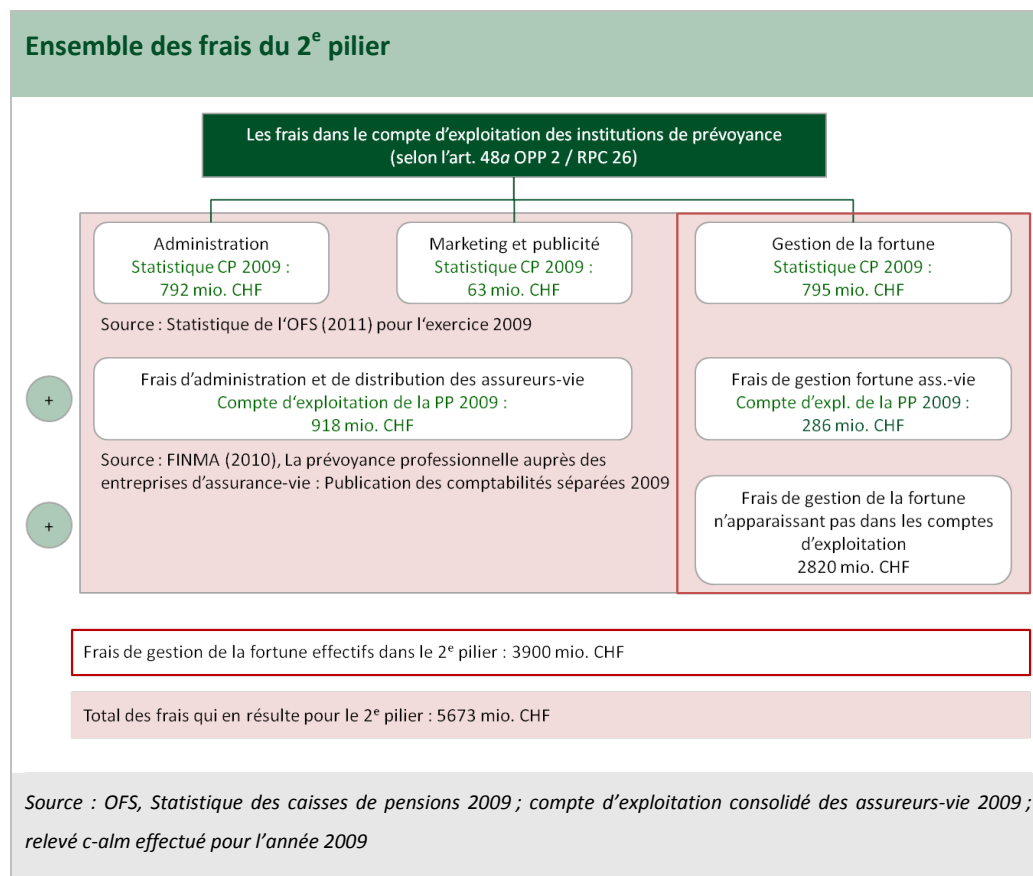 Ensemble des frais du 2e pilier
Les frais dans le compte d'exploitation des institutions de prévoyance
(selon l'art. 48a OPP 2 / RPC 26)
Administration
Statistique CP 2009 :
792 mio. CHF
Marketing et publicité
Statistique CP 2009 :
63 mio. CHF
Gestion de la fortune
Statistique CP 2009 :
795 mio. CHF
Source : Statistique de l'OFS (2011) pour l'exercice 2009
+
Frais d'administration et de distribution des assureurs-vie
Compte d'exploitation de la PP 2009 :
918 mio. CHF
Frais de gestion fortune ass.-vie
Compte d'expl. de la PP 2009 :
286 mio. CHF
Source : FINMA (2010), La prévoyance professionnelle auprès des
entreprises d'assurance-vie : Publication des comptabilités séparées 2009
+
Frais de gestion de la fortune
n'apparaissant pas dans les comptes
d'exploitation
2820 mio. CHF
Frais de gestion de la fortune effectifs dans le 2e pilier : 3900 mio. CHF
Total des frais qui en résulte pour le 2e pilier : 5673 mio. CHF
Source : OFS, Statistique des caisses de pensions 2009 ; compte d'exploitation consolidé des assureurs-vie 2009 ;
relevé c-alm effectué pour l'année 2009